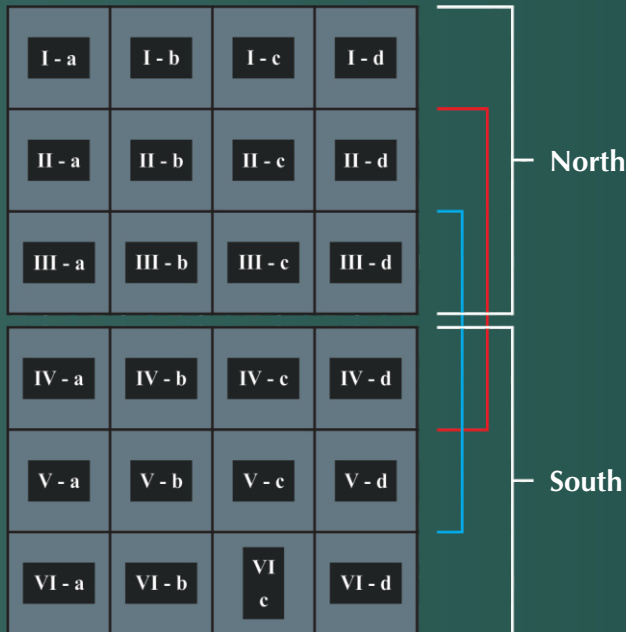 I - a
I - b
I - c
I - d
II - a
II - b
II - c
II - d
North
III - a
III - b
III - c
III - d
IV - a
IV - b
IV - c
IV - d
V - a
V - b
V - c
V - d
South
VI - a
VI - b
VI
c
VI - d